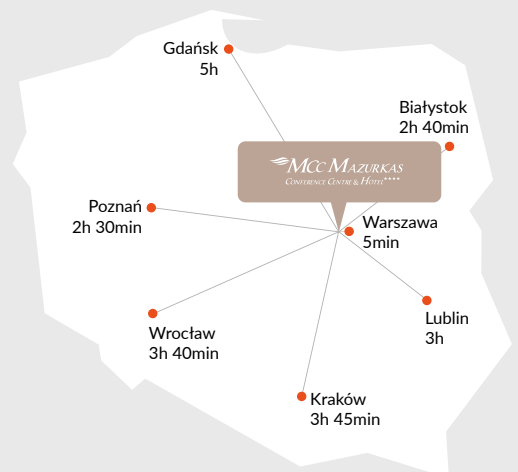 Gdańsk
5h
Białystok
2h 40min
MCC MAZURKAS
CONFERENCE CENTRE & HOTEL****
Poznań
2h 30min
Warszawa
5min
Lublin
3h
Wrocław
3h 40min
Kraków
3h 45min